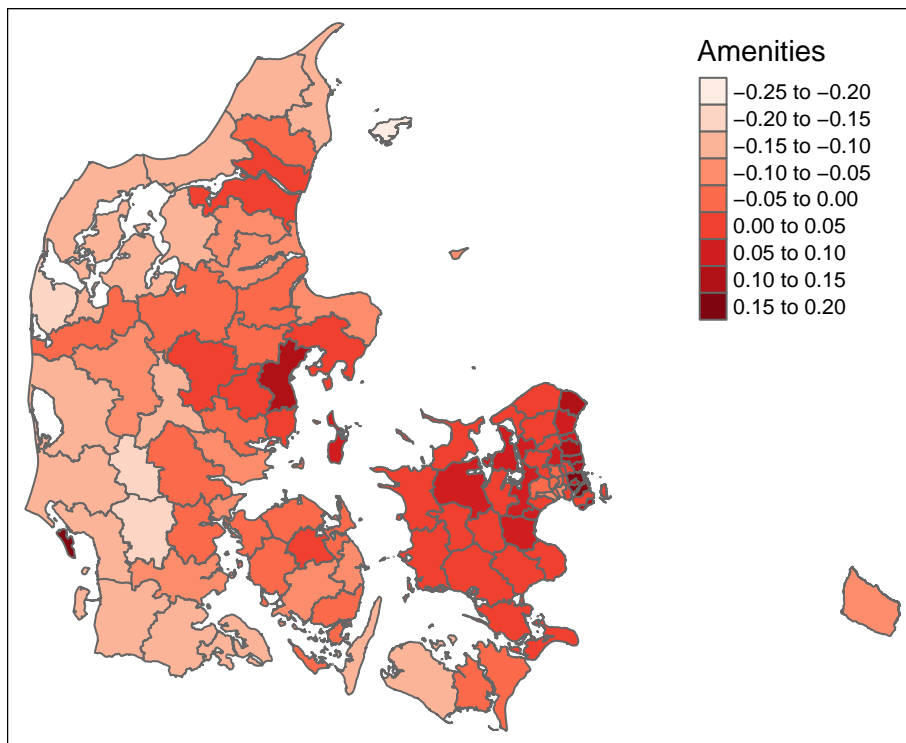 Amenities
−0.25 to −0.20
−0.20 to −0.15
−0.15 to −0.10
−0.10 to −0.05
−0.05 to 0.00
0.00 to 0.05
0.05 to 0.10
0.10 to 0.15
0.15 to 0.20